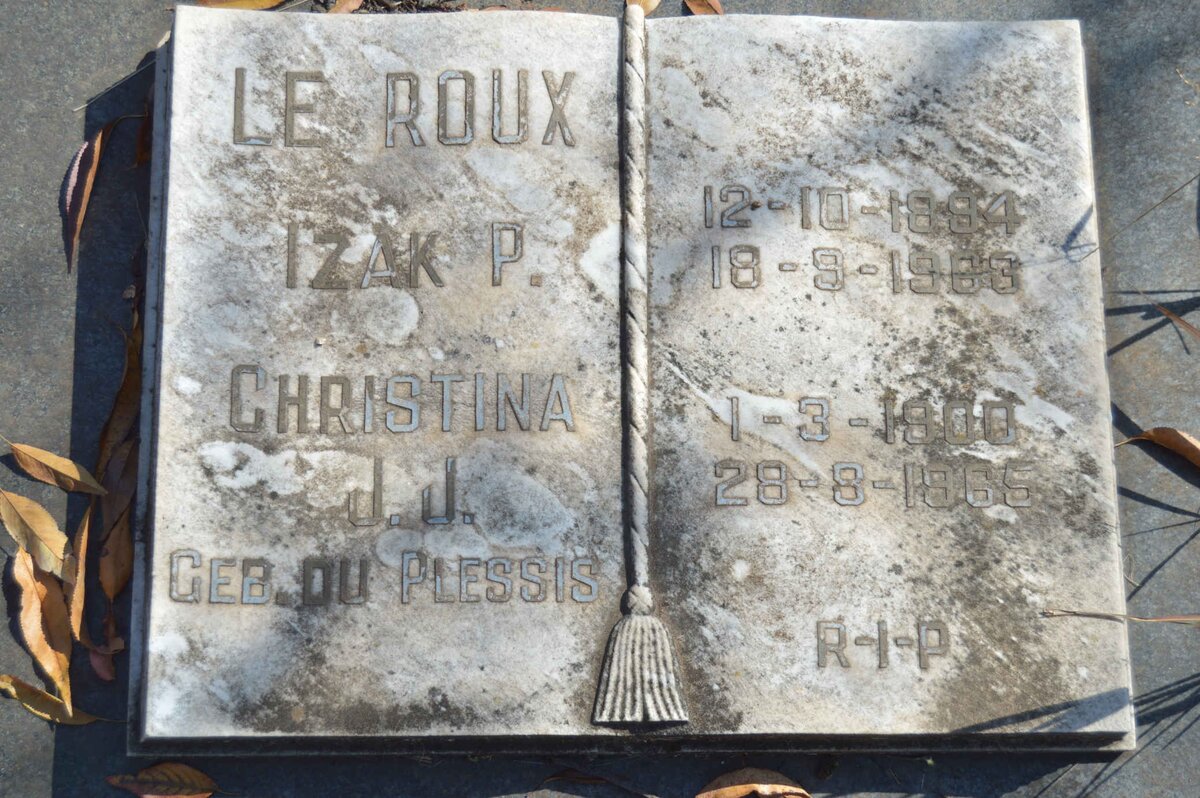 LE ROUX
IZAK P.
CHRISTINA
J. J.
GEB. DU PLESSIS
12-10-1894
18-9-1963
1-3-1900
28-8-1965
R-I-P